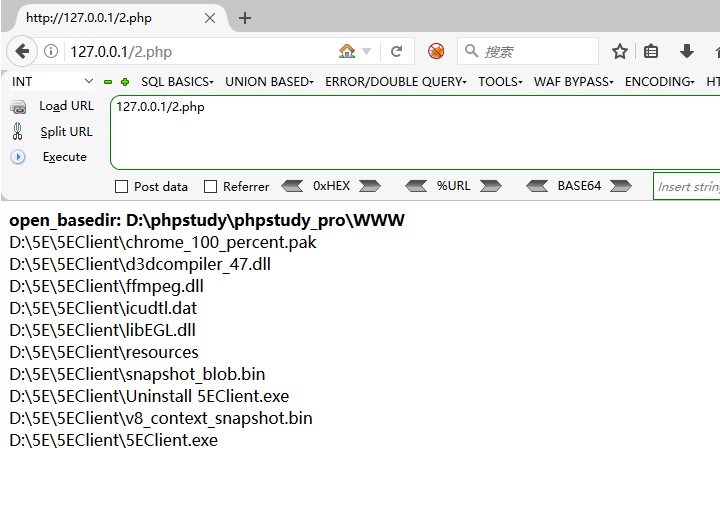 http://127.0.0.1/2.php
127.0.0.1/2.php
搜索
INT
SQL BASICS
UNION BASED
ERROR/DOUBLE QUERY
TOOLS
WAF BYPASS
ENCODING
Load URL
Split URL
Execute
127.0.0.1/2.php
Post data
Referrer
0xHEX
%URL
BASE64
open_basedir: D:\phpstudy\phpstudy_pro\WWW
D:\5E\5EClient\chrome_100_percent.pak
D:\5E\5EClient\d3dcompiler_47.dll
D:\5E\5EClient\ffmpeg.dll
D:\5E\5EClient\icudtl.dat
D:\5E\5EClient\libEGL.dll
D:\5E\5EClient\resources
D:\5E\5EClient\snapshot_blob.bin
D:\5E\5EClient\Uninstall 5EClient.exe
D:\5E\5EClient\v8_context_snapshot.bin
D:\5E\5EClient\5EClient.exe